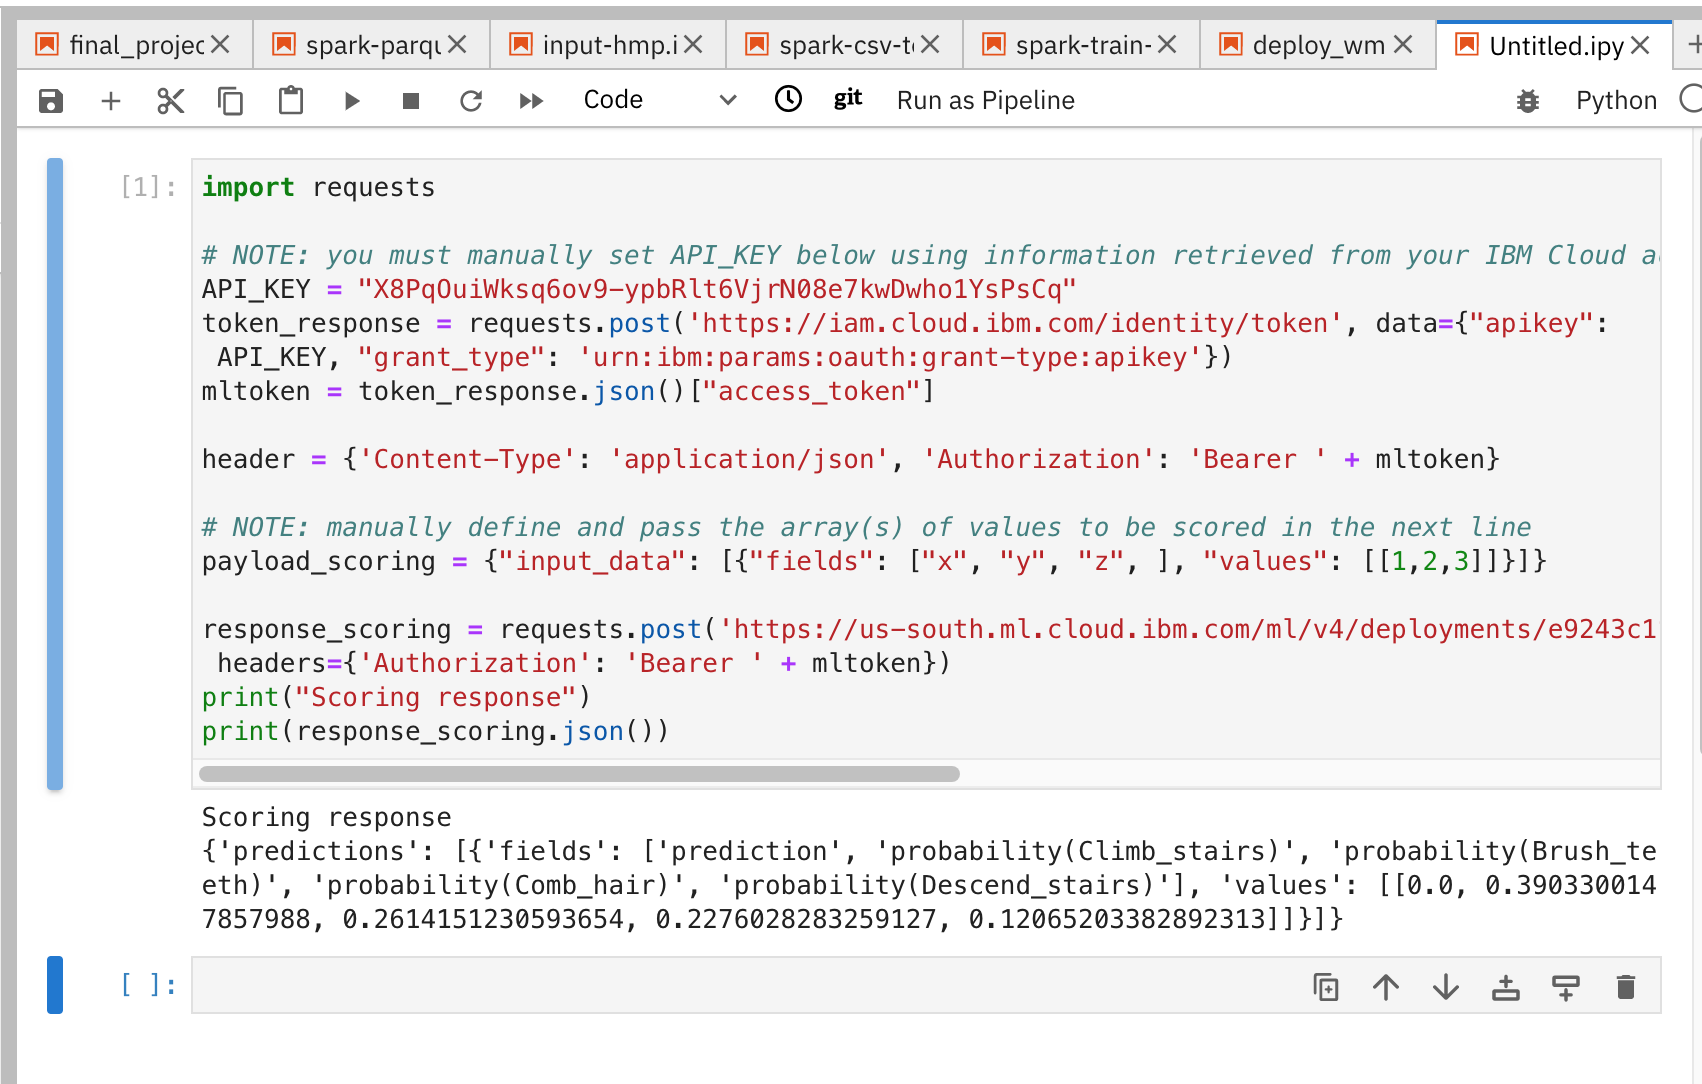 final_projec
spark-parqu
input-hmp.i
spark-csv-t
spark-train-
deploy_wm
Untitled.ipy
Code
git
Run as Pipeline
Python
[1]:
import requests
# NOTE: you must manually set API_KEY below using information retrieved from your IBM Cloud a
API_KEY = "X8PqOuiWksq6ov9-ypbRlt6VjrN08e7kwDwho1YsPsCq"
token_response = requests.post('https://iam.cloud.ibm.com/identity/token', data={"apikey":
API_KEY, "grant_type": 'urn:ibm:params:oauth:grant-type:apikey'})
mltoken = token_response.json()["access_token"]
header = {'Content-Type': 'application/json', 'Authorization': 'Bearer ' + mltoken}
# NOTE: manually define and pass the array(s) of values to be scored in the next line
payload_scoring = {"input_data": [{"fields": ["x", "y", "z", ], "values": [[1,2,3]]}]}
response_scoring = requests.post('https://us-south.ml.cloud.ibm.com/ml/v4/deployments/e9243c1
headers={'Authorization': 'Bearer ' + mltoken})
print("Scoring response")
print(response_scoring.json())
Scoring response
{'predictions': [{'fields': ['prediction', 'probability(Climb_stairs)', 'probability(Brush_te
eth)', 'probability(Comb_hair)', 'probability(Descend_stairs)'], 'values': [[0.0, 0.390330014
7857988, 0.2614151230593654, 0.2276028283259127, 0.12065203382892313]]}]}
[ ]: